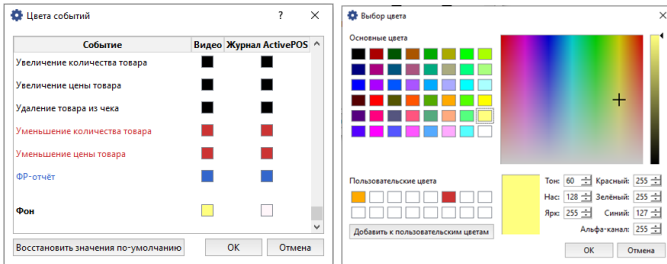 Цвета событий
Событие Видео Журнал ActivePOS
Увеличение количества товара
Увеличение цены товара
Удаление товара из чека
Уменьшение количества товара
Уменьшение цены товара
ФР-отчёт
Фон
Восстановить значения по-умолчанию OK Отмена
Выбор цвета
Основные цвета
Пользовательские цвета
Добавить к пользовательским цветам
Тон: 60 Красный: 255
Нас: 128 Зелёный: 255
Ярк: 255 Синий: 127
Альфа-канал: 255
OK Отмена